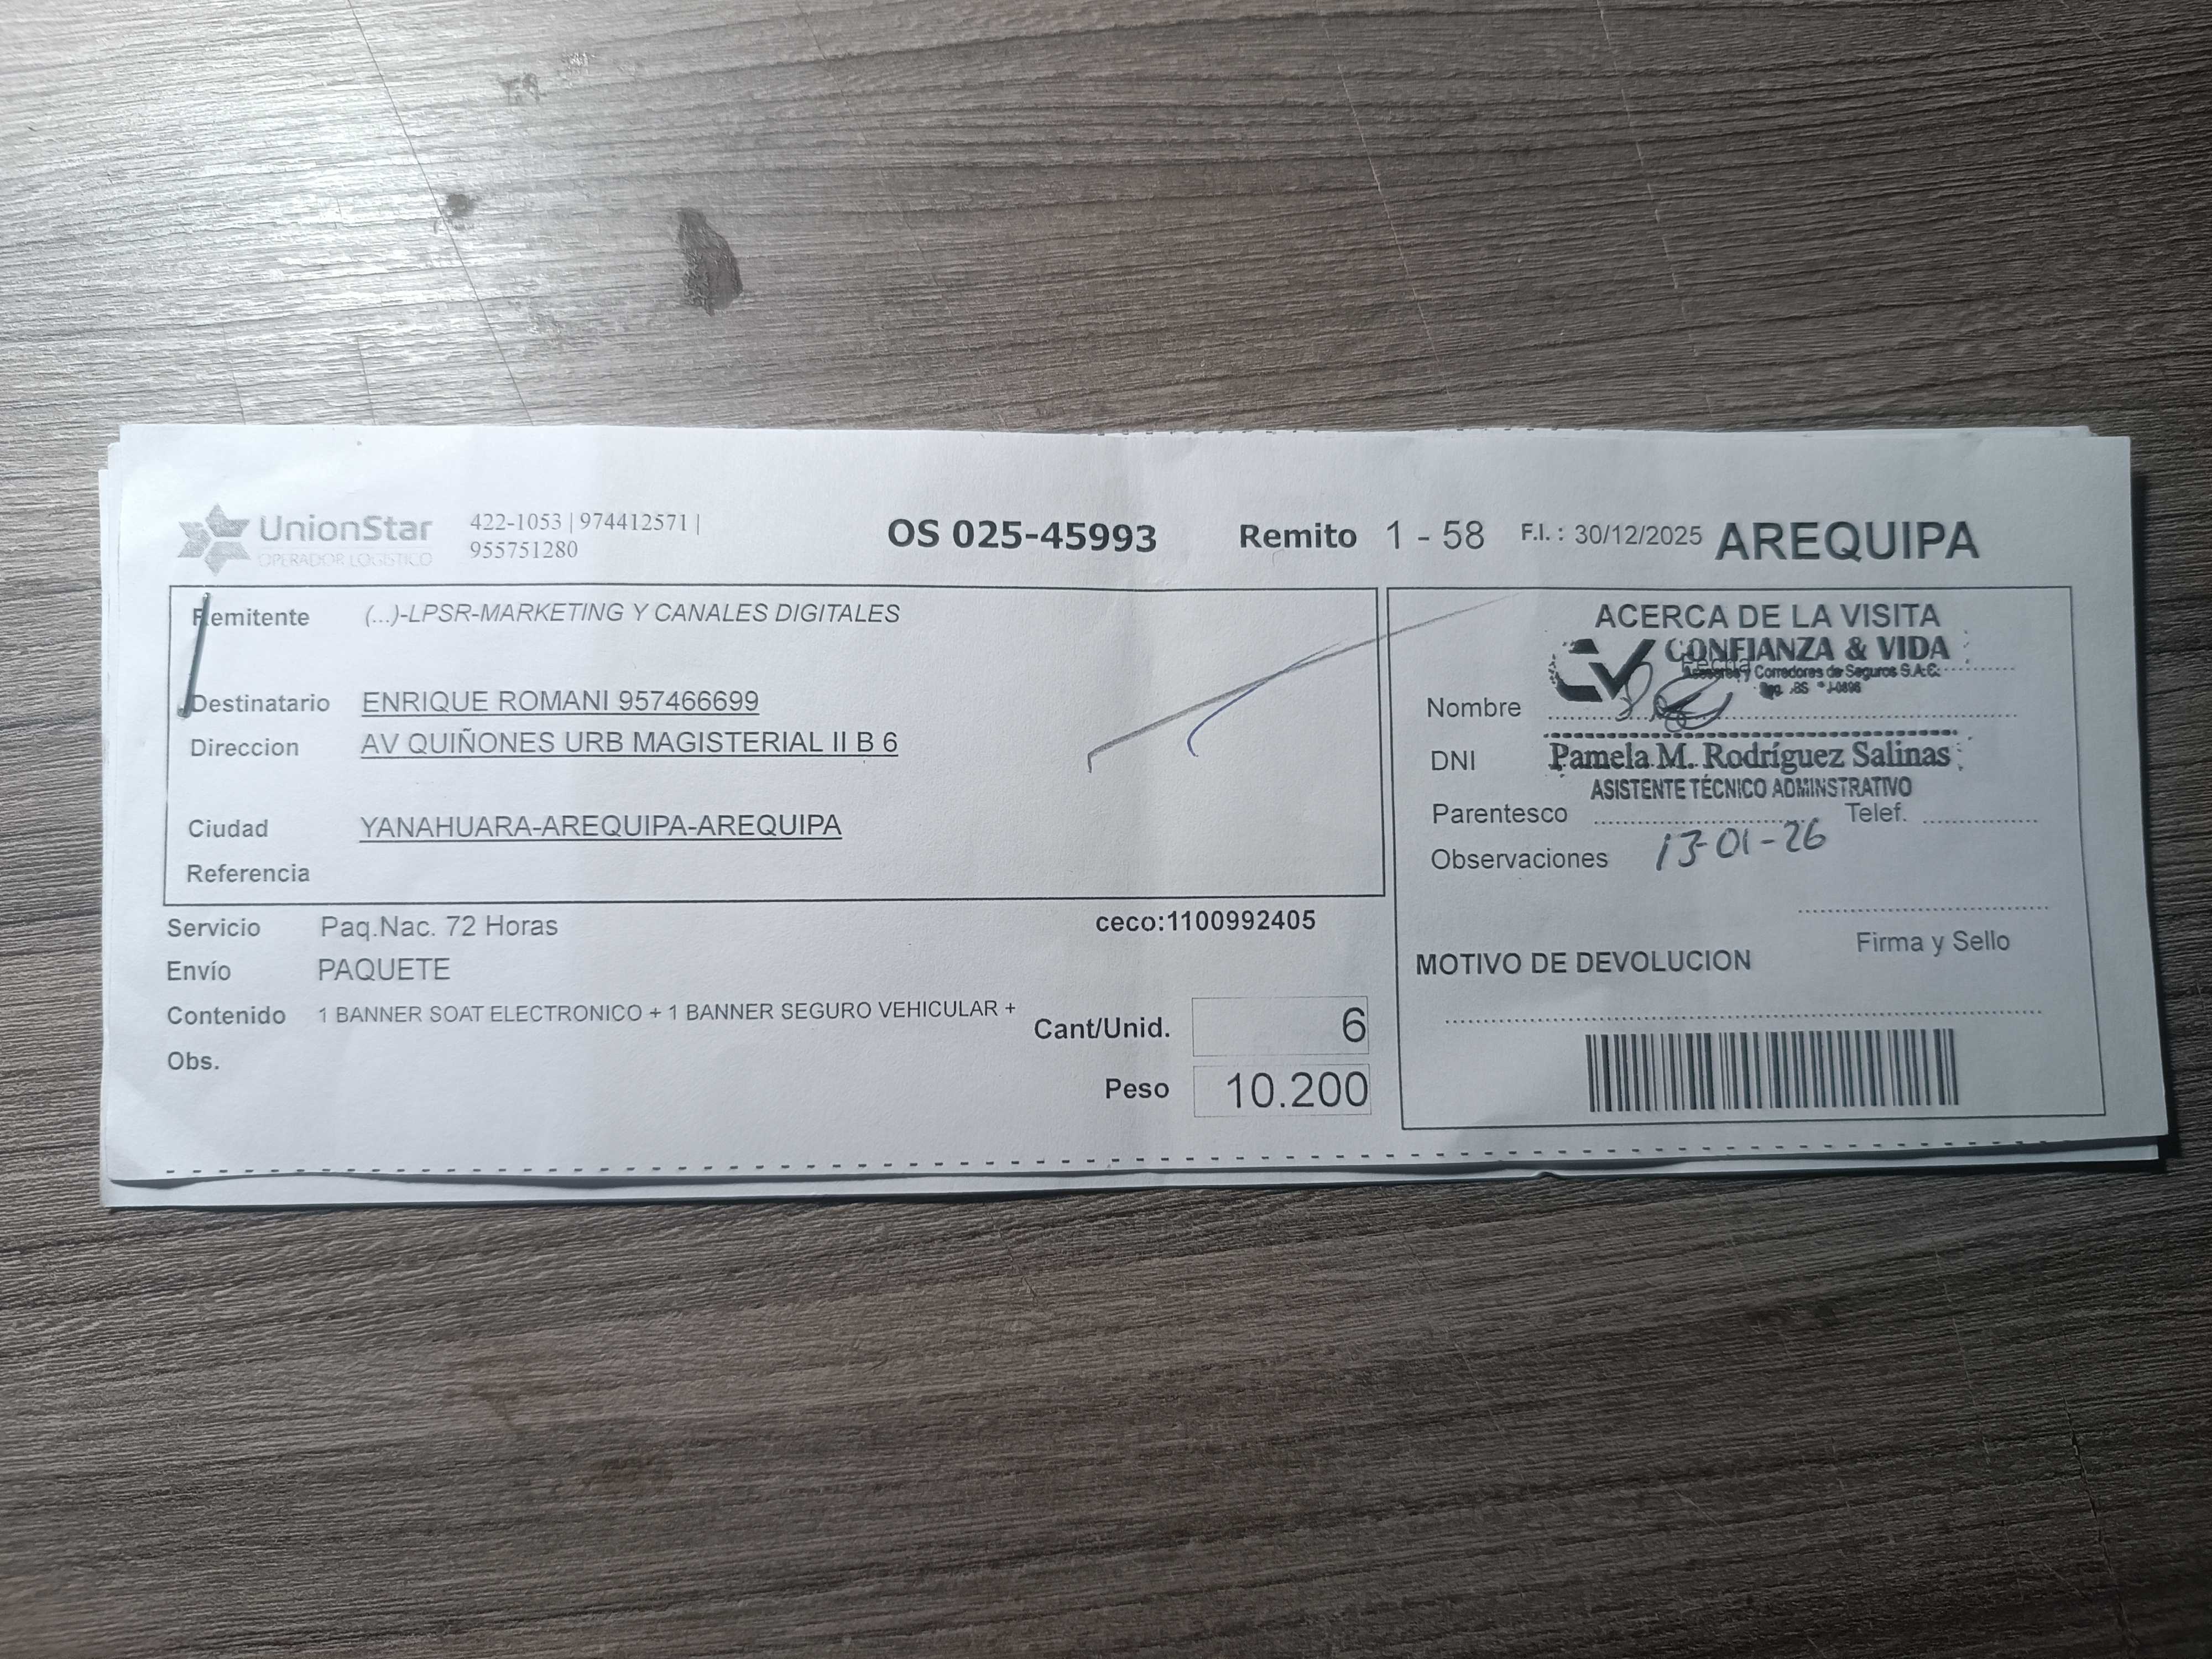 UnionStar
OPERADOR LOGISTICO
422-1053 | 974412571 |
955751280
OS 025-45993
Remito 1 - 58
F.I. : 30/12/2025
AREQUIPA
Remitente (...)-LPSR-MARKETING Y CANALES DIGITALES
Destinatario ENRIQUE ROMANI 957466699
Direccion AV QUIÑONES URB MAGISTERIAL II B 6
Ciudad YANAHUARA-AREQUIPA-AREQUIPA
Referencia
Servicio Paq.Nac. 72 Horas
ceco:1100992405
Envío PAQUETE
Contenido 1 BANNER SOAT ELECTRONICO + 1 BANNER SEGURO VEHICULAR +
Cant/Unid. 6
Obs.
Peso 10.200
ACERCA DE LA VISITA
CV CONFIANZA & VIDA
Fecha
Asesores y Corredores de Seguros S.A.C.
Nombre
DNI
Pamela M. Rodríguez Salinas
ASISTENTE TÉCNICO ADMINSTRATIVO
Parentesco
Telef.
Observaciones 13-01-26
Firma y Sello
MOTIVO DE DEVOLUCION